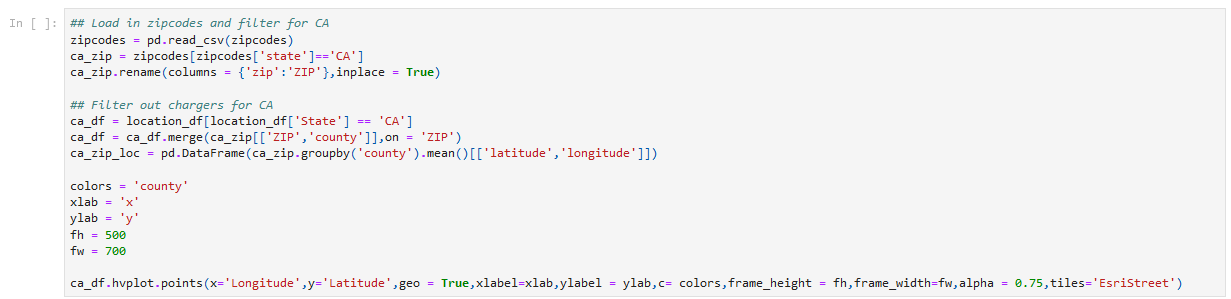 In [ ]:
## Load in zipcodes and filter for CA
zipcodes = pd.read_csv(zipcodes)
ca_zip = zipcodes[zipcodes['state']=='CA']
ca_zip.rename(columns = {'zip':'ZIP'},inplace = True)

## Filter out chargers for CA
ca_df = location_df[location_df['State'] == 'CA']
ca_df = ca_df.merge(ca_zip[['ZIP','county']],on = 'ZIP')
ca_zip_loc = pd.DataFrame(ca_zip.groupby('county').mean()[['latitude','longitude']])

colors = 'county'
xlab = 'x'
ylab = 'y'
fh = 500
fw = 700

ca_df.hvplot.points(x='Longitude',y='Latitude',geo = True,xlabel=xlab,ylabel = ylab,c= colors,frame_height = fh,frame_width=fw,alpha = 0.75,tiles='EsriStreet')